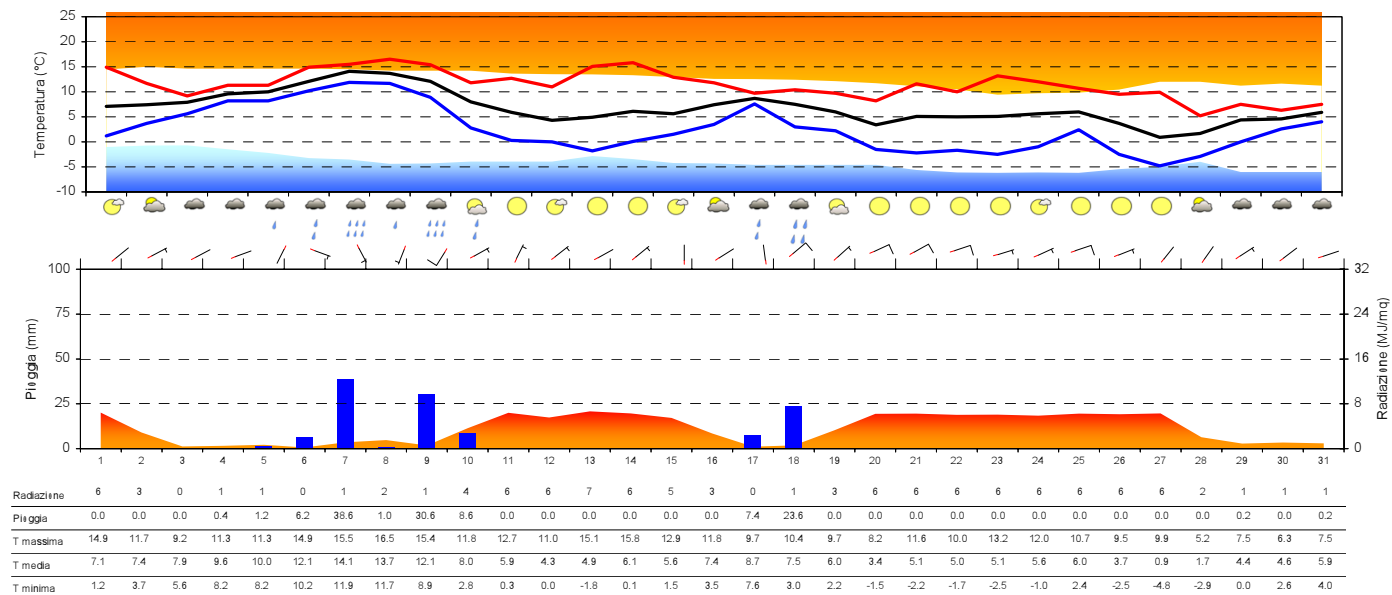 25
20
15
10
5
0
-5
-10
Temperatura (°C)
100
75
50
25
0
Pioggia (mm)
32
24
16
8
0
Radiazione (MJ/mq)
1 2 3 4 5 6 7 8 9 10 11 12 13 14 15 16 17 18 19 20 21 22 23 24 25 26 27 28 29 30 31
Radiazione 6 3 0 1 1 0 1 2 1 4 6 6 7 6 5 3 0 1 3 6 6 6 6 6 6 6 6 2 1 1 1
Pioggia 0.0 0.0 0.0 0.4 1.2 6.2 38.6 1.0 30.6 8.6 0.0 0.0 0.0 0.0 0.0 0.0 7.4 23.6 0.0 0.0 0.0 0.0 0.0 0.0 0.0 0.0 0.0 0.0 0.2 0.0 0.2
T massima 14.9 11.7 9.2 11.3 11.3 14.9 15.5 16.5 15.4 11.8 12.7 11.0 15.1 15.8 12.9 11.8 9.7 10.4 9.7 8.2 11.6 10.0 13.2 12.0 10.7 9.5 9.9 5.2 7.5 6.3 7.5
T media 7.1 7.4 7.9 9.6 10.0 12.1 14.1 13.7 12.1 8.0 5.9 4.3 4.9 6.1 5.6 7.4 8.7 7.5 6.0 3.4 5.1 5.0 5.1 5.6 6.0 3.7 0.9 1.7 4.4 4.6 5.9
T minima 1.2 3.7 5.6 8.2 8.2 10.2 11.9 11.7 8.9 2.8 0.3 0.0 -1.8 0.1 1.5 3.5 7.6 3.0 2.2 -1.5 -2.2 -1.7 -2.5 -1.0 2.4 -2.5 -4.8 -2.9 0.0 2.6 4.0